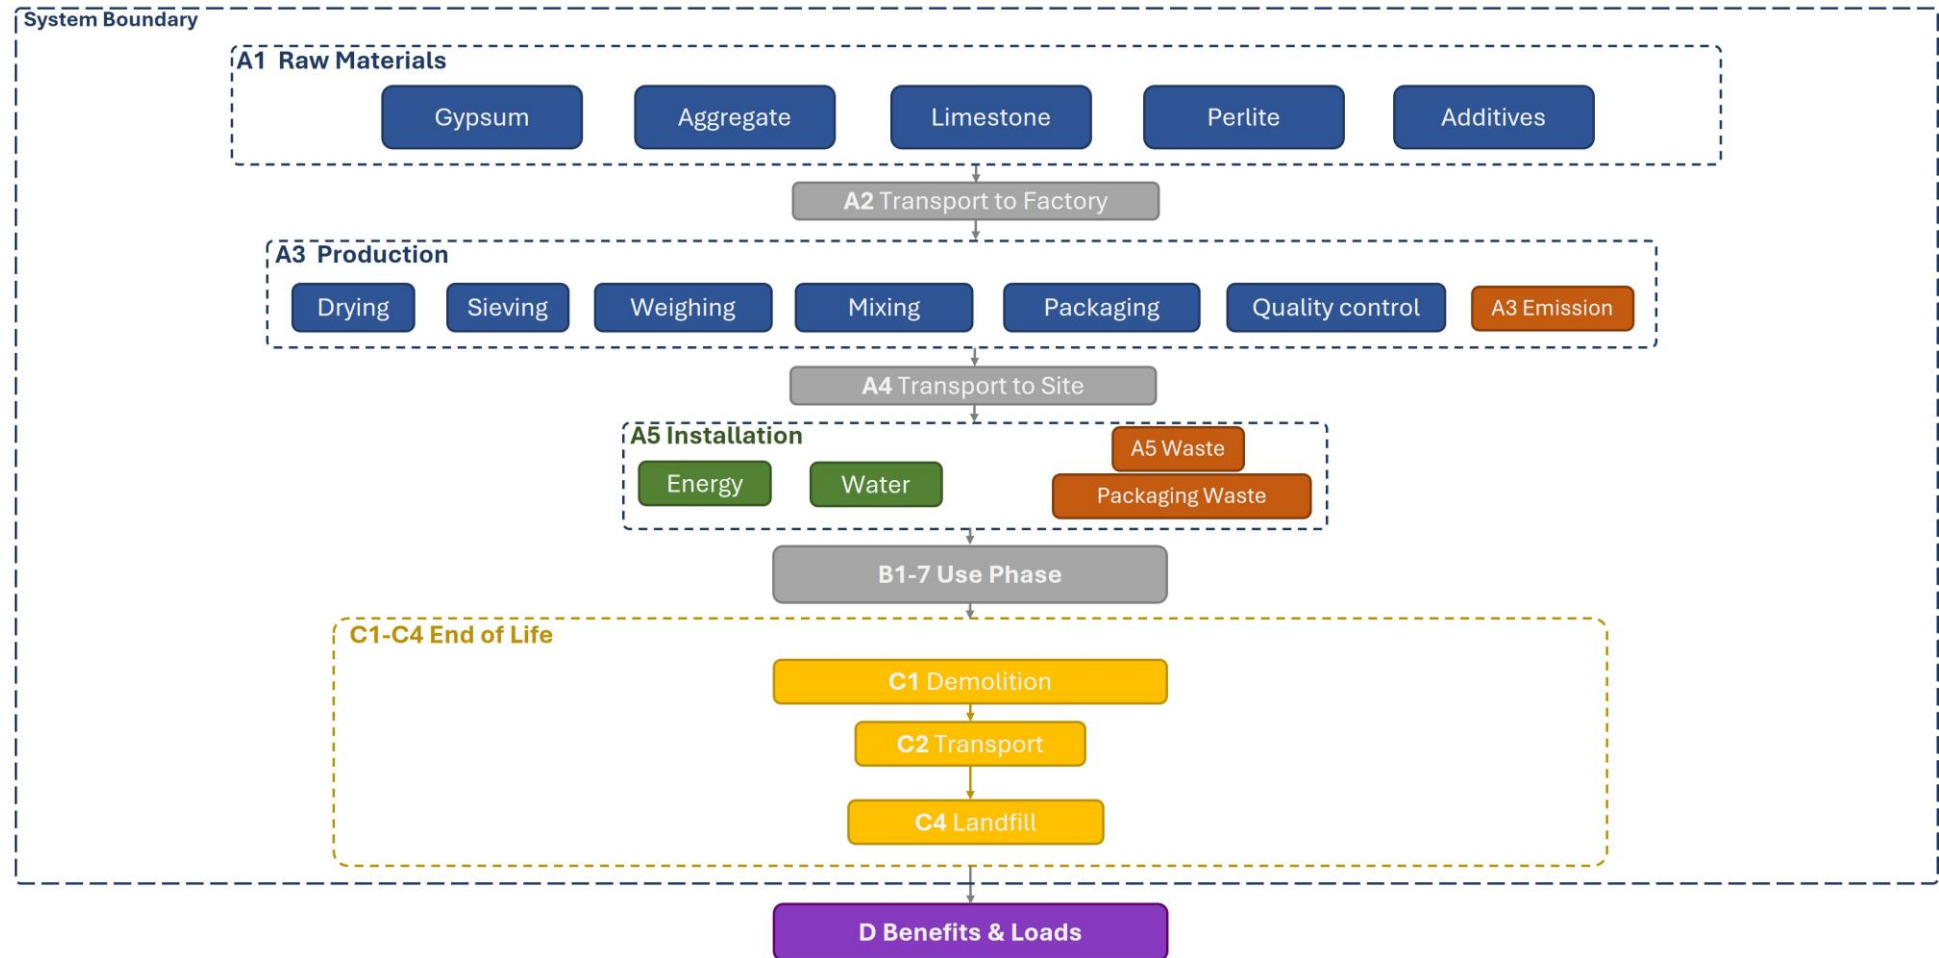 System Boundary
A1 Raw Materials
Gypsum
Aggregate
Limestone
Perlite
Additives
A2 Transport to Factory
A3 Production
Drying
Sieving
Weighing
Mixing
Packaging
Quality control
A3 Emission
A4 Transport to Site
A5 Installation
Energy
Water
A5 Waste
Packaging Waste
B1-7 Use Phase
C1-C4 End of Life
C1 Demolition
C2 Transport
C4 Landfill
D Benefits & Loads